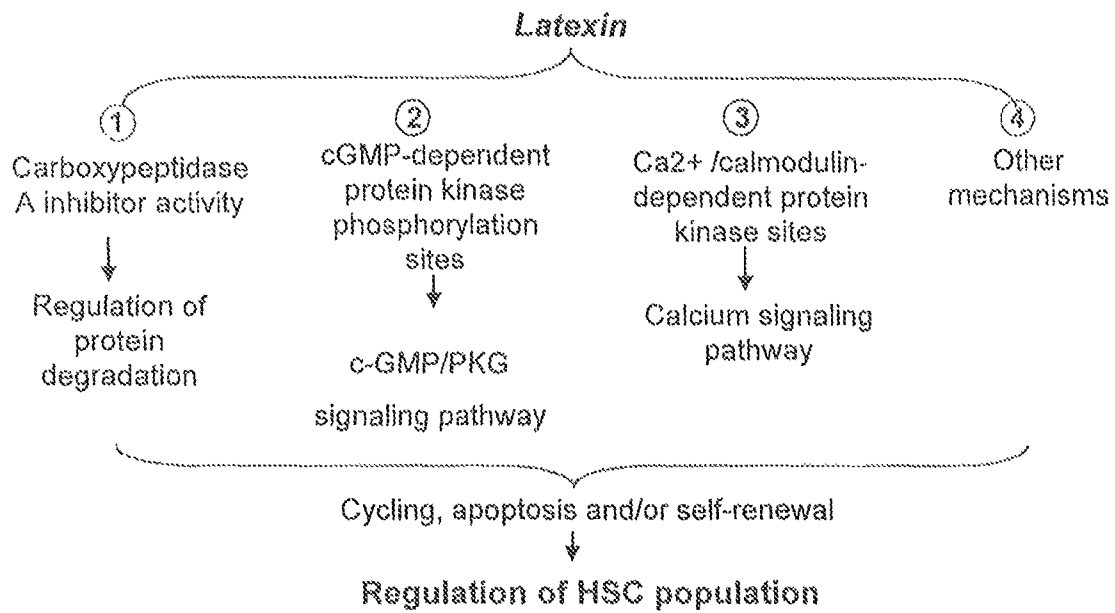 Latexin
1
Carboxypeptidase
A inhibitor activity
Regulation of
protein
degradation
2
cGMP-dependent
protein kinase
phosphorylation
sites
c-GMP/PKG
signaling pathway
3
Ca2+ /calmodulin-
dependent protein
kinase sites
Calcium signaling
pathway
4
Other
mechanisms
Cycling, apoptosis and/or self-renewal
Regulation of HSC population